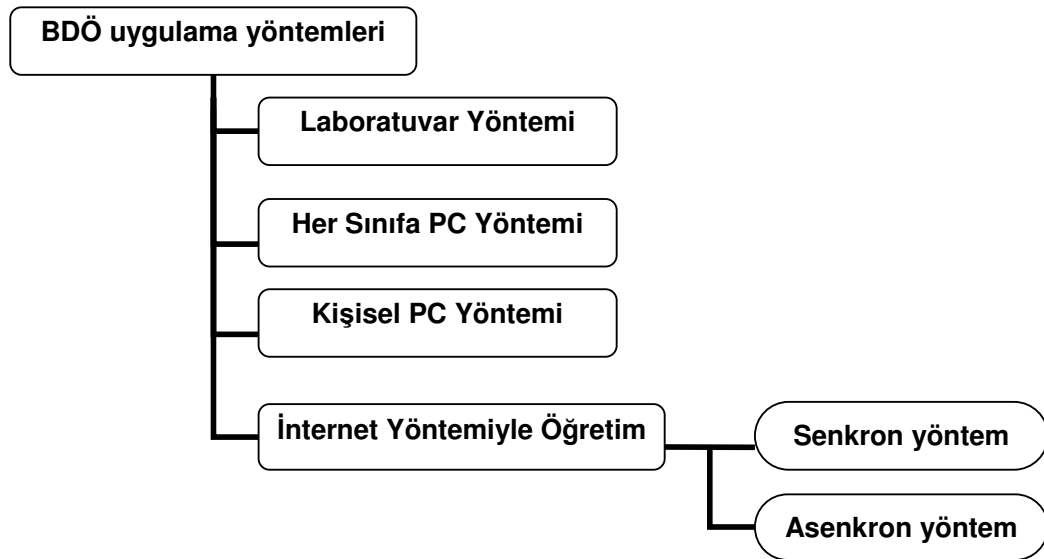 BDÖ uygulama yöntemleri
Laboratuvar Yöntemi
Her Sınıfa PC Yöntemi
Kişisel PC Yöntemi
İnternet Yöntemiyle Öğretim
Senkron yöntem
Asenkron yöntem